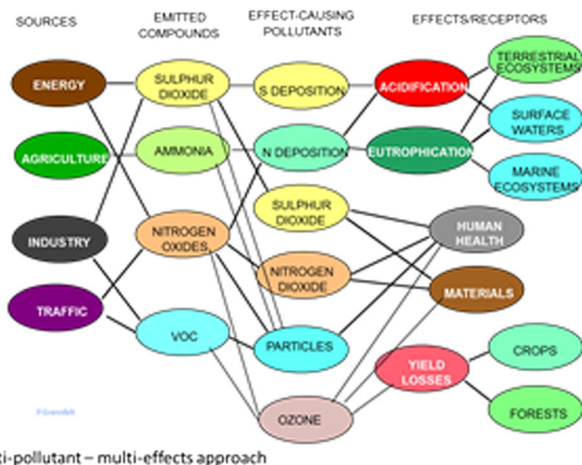 SOURCES
EMITTED
COMPOUNDS
EFFECT-CAUSING
POLLUTANTS
EFFECTS/RECEPTORS
ENERGY
AGRICULTURE
INDUSTRY
TRAFFIC
SULPHUR
DIOXIDE
AMMONIA
NITROGEN
OXIDES
VOC
S DEPOSITION
N DEPOSITION
SULPHUR
DIOXIDE
NITROGEN
DIOXIDE
PARTICLES
OZONE
ACIDIFICATION
EUTROPHICATION
TERRESTRIAL
ECOSYSTEMS
SURFACE
WATERS
MARINE
ECOSYSTEMS
HUMAN
HEALTH
MATERIALS
YIELD
LOSSES
CROPS
FORESTS
ti-pollutant – multi-effects approach